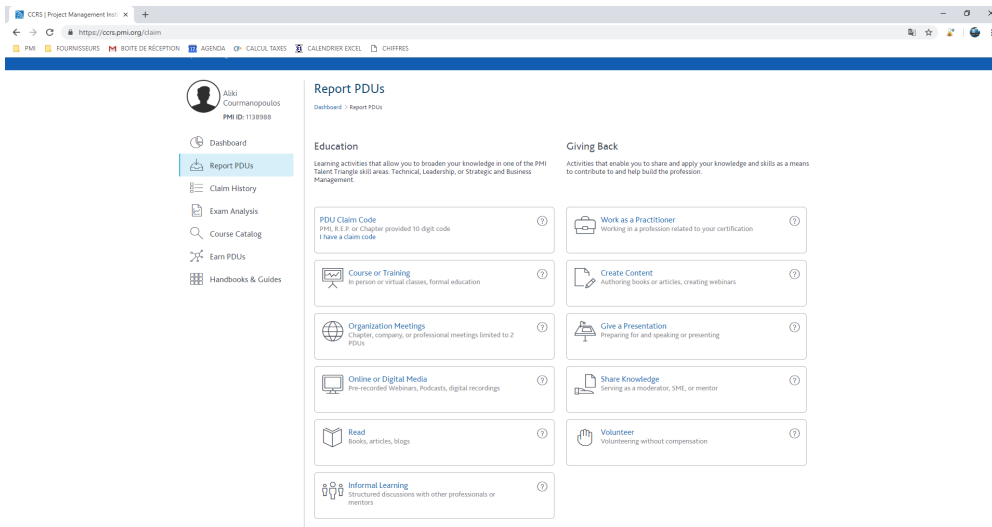 CCRS | Project Management Inst
https://ccrs.pmi.org/claim
PMI
FOURNISSEURS
BOITE DE RÉCEPTION
AGENDA
CALCUL TAXES
CALENDRIER EXCEL
CHIFFRES
Aliki
Courmanopoulos
PMI ID: 1138988
Dashboard
Report PDUs
Claim History
Exam Analysis
Course Catalog
Earn PDUs
Handbooks & Guides
Report PDUs
Dashboard > Report PDUs
Education
Learning activities that allow you to broaden your knowledge in one of the PMI
Talent Triangle skill areas. Technical, Leadership, or Strategic and Business
Management.
PDU Claim Code
PMI, R.E.P. or Chapter provided 10 digit code
I have a claim code
Course or Training
In person or virtual classes, formal education
Organization Meetings
Chapter, company, or professional meetings limited to 2
PDUs
Online or Digital Media
Pre-recorded Webinars, Podcasts, digital recordings
Read
Books, articles, blogs
Informal Learning
Structured discussions with other professionals or
mentors
Giving Back
Activities that enable you to share and apply your knowledge and skills as a means
to contribute to and help build the profession.
Work as a Practitioner
Working in a profession related to your certification
Create Content
Authoring books or articles, creating webinars
Give a Presentation
Preparing for and speaking or presenting
Share Knowledge
Serving as a moderator, SME, or mentor
Volunteer
Volunteering without compensation